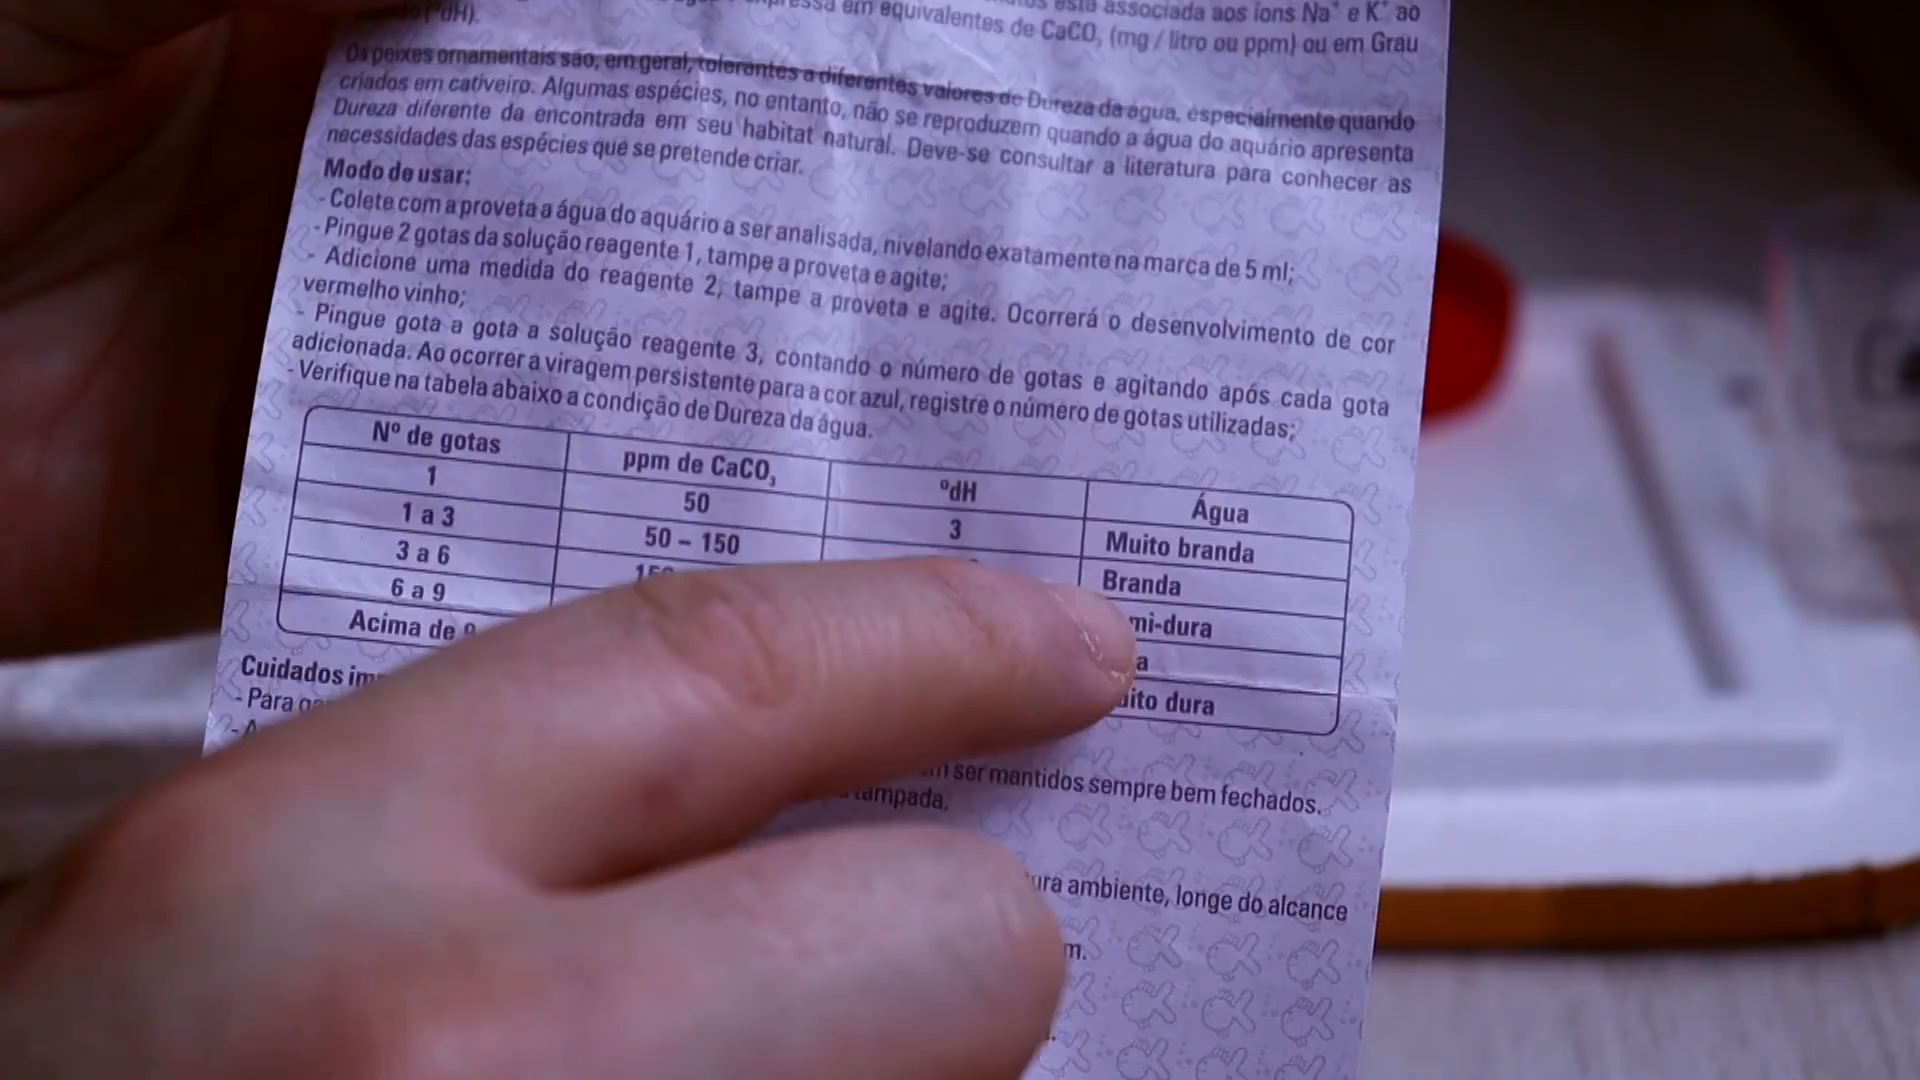 está associada aos íons Na⁺ e K⁺ ao
em equivalentes de CaCO₃ (mg / litro ou ppm) ou em Grau
(ºdH).
Os peixes ornamentais são, em geral, tolerantes a diferentes valores de Dureza da água, especialmente quando
criados em cativeiro. Algumas espécies, no entanto, não se reproduzem quando a água do aquário apresenta
Dureza diferente da encontrada em seu habitat natural. Deve-se consultar a literatura para conhecer as
necessidades das espécies que se pretende criar.
Modo de usar:
- Colete com a proveta a água do aquário a ser analisada, nivelando exatamente na marca de 5 ml;
- Pingue 2 gotas da solução reagente 1, tampe a proveta e agite;
- Adicione uma medida do reagente 2, tampe a proveta e agite. Ocorrerá o desenvolvimento de cor
vermelho vinho;
- Pingue gota a gota a solução reagente 3, contando o número de gotas e agitando após cada gota
adicionada. Ao ocorrer a viragem persistente para a cor azul, registre o número de gotas utilizadas;
- Verifique na tabela abaixo a condição de Dureza da água.
Nº de gotas ppm de CaCO₃ ºdH Água
1 50 3 Muito branda
1 a 3 50 – 150 Branda
3 a 6 mi-dura
6 a 9 a
Acima de ito dura
Cuidados im
- Para
ser mantidos sempre bem fechados.
tampada.
ura ambiente, longe do alcance
m.